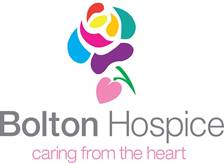 Bolton Hospice
caring from the heart